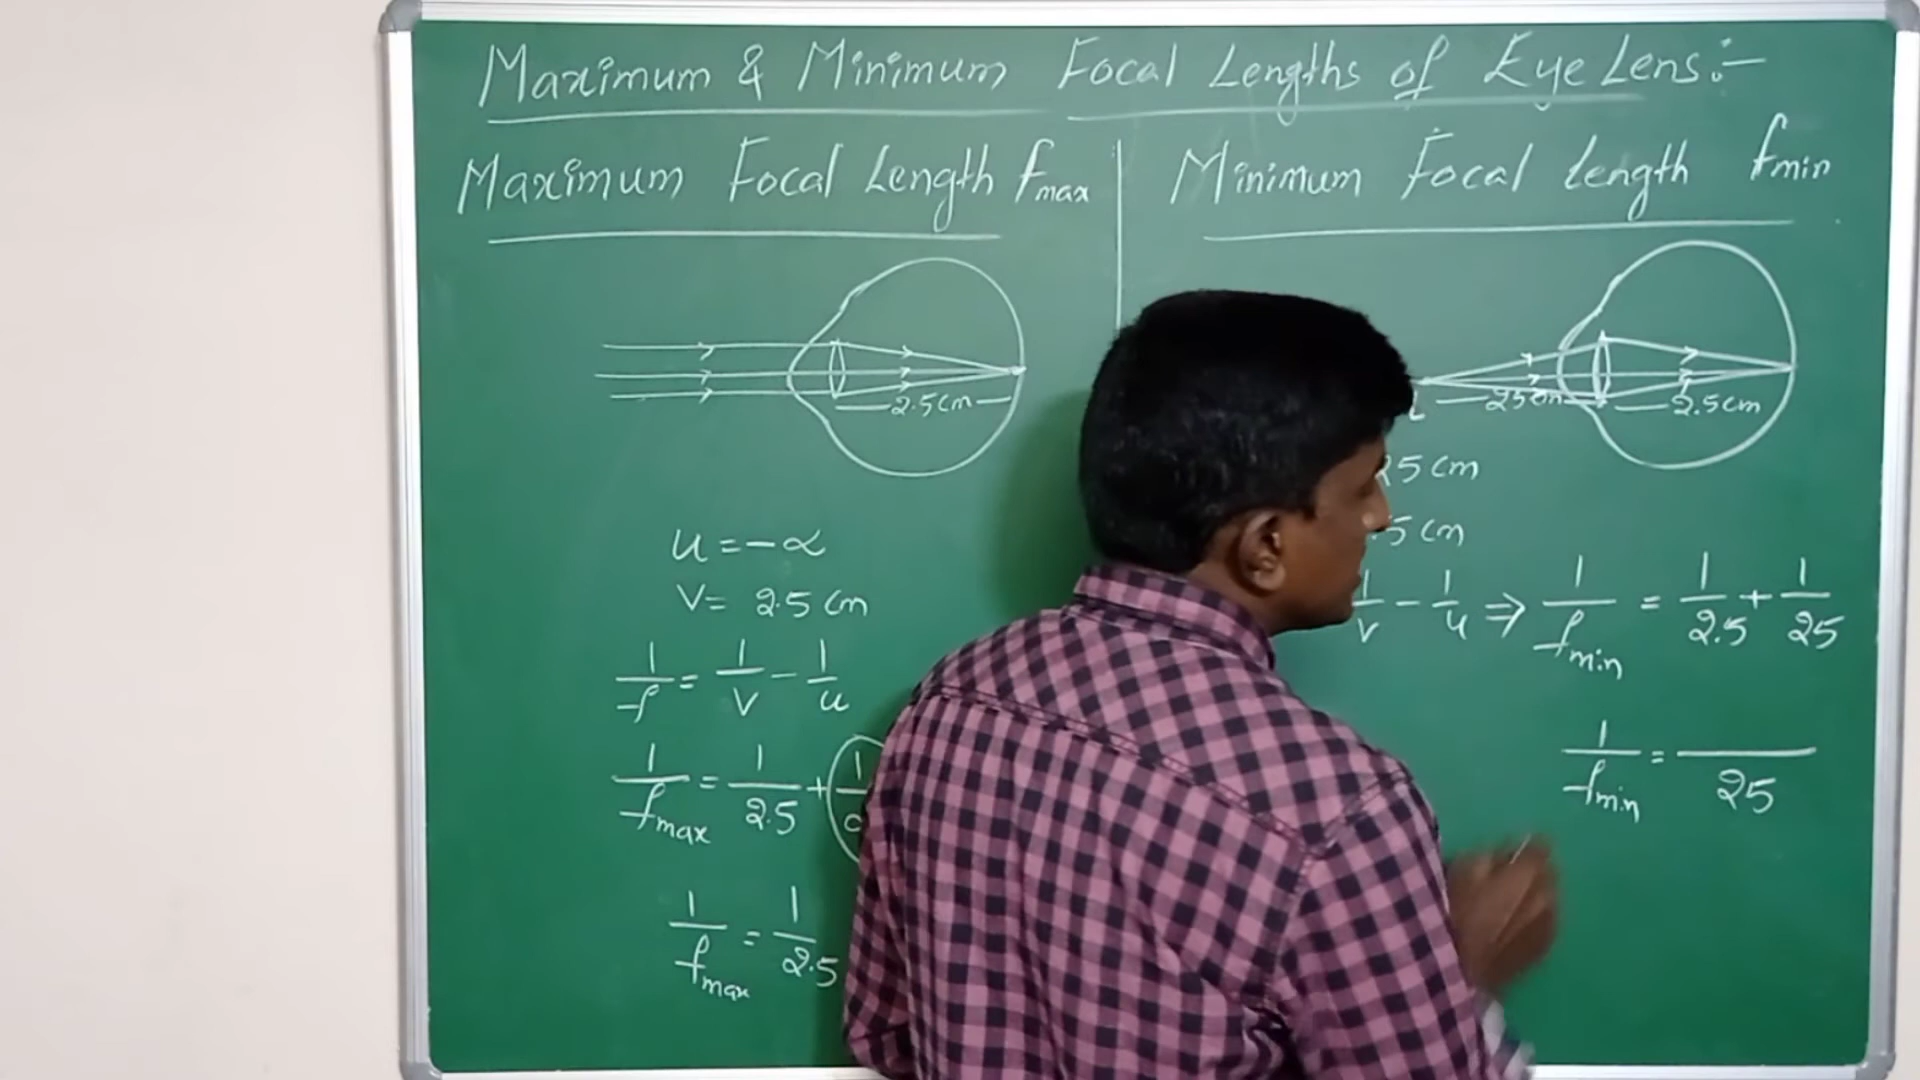 Maximum & Minimum Focal Lengths of Eye Lens:-
Maximum Focal Length fmax
2.5cm
u = -∝
v = 2.5 cm
1/f = 1/v - 1/u
1/fmax = 1/2.5 + 1/
1/fmax = 1/2.5
Minimum Focal Length fmin
25cm
2.5cm
25 cm
5 cm
1/v - 1/u ⇒ 1/fmin = 1/2.5 + 1/25
1/fmin = /25